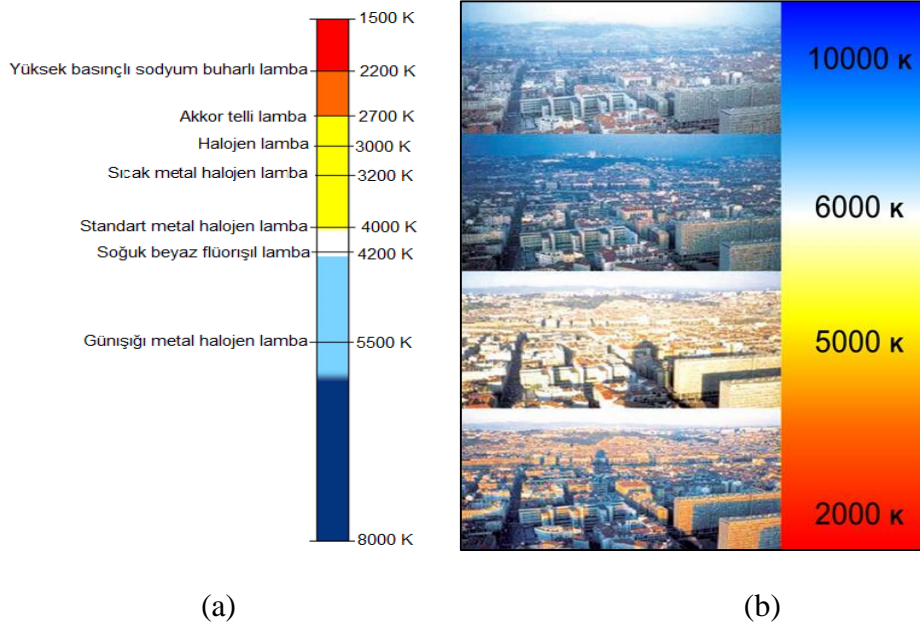 1500 K
Yüksek basınçlı sodyum buharlı lamba 2200 K
Akkor telli lamba 2700 K
Halojen lamba 3000 K
Sıcak metal halojen lamba 3200 K
Standart metal halojen lamba 4000 K
Soğuk beyaz flüorışıl lamba 4200 K
Günışığı metal halojen lamba 5500 K
8000 K
10000 K
6000 K
5000 K
2000 K
(a)
(b)